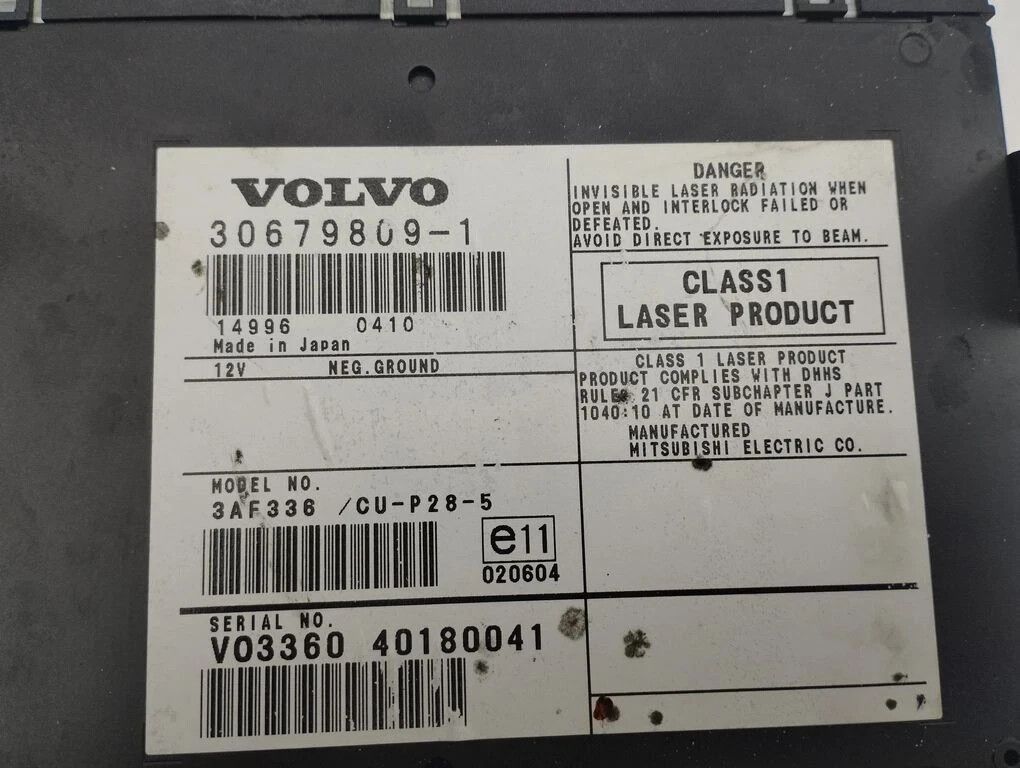 VOLVO
30679809-1
14996 0410
Made in Japan
12V NEG.GROUND
MODEL NO.
3AF336 /CU-P28-5
e11
020604
SERIAL NO.
VO3360 40180041
DANGER
INVISIBLE LASER RADIATION WHEN
OPEN AND INTERLOCK FAILED OR
DEFEATED.
AVOID DIRECT EXPOSURE TO BEAM.
CLASS1
LASER PRODUCT
CLASS 1 LASER PRODUCT
PRODUCT COMPLIES WITH DHHS
RULES 21 CFR SUBCHAPTER J PART
1040:10 AT DATE OF MANUFACTURE.
MANUFACTURED
MITSUBISHI ELECTRIC CO.